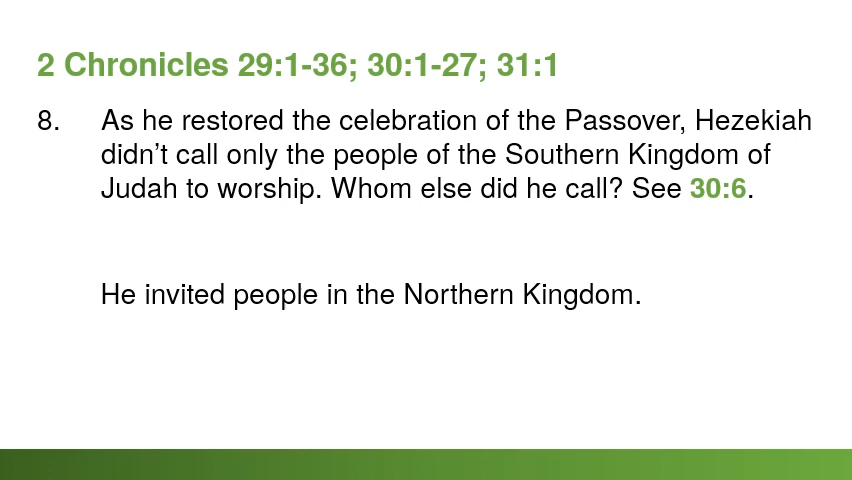 2 Chronicles 29:1-36; 30:1-27; 31:1
8. As he restored the celebration of the Passover, Hezekiah
didn’t call only the people of the Southern Kingdom of
Judah to worship. Whom else did he call? See 30:6.
He invited people in the Northern Kingdom.